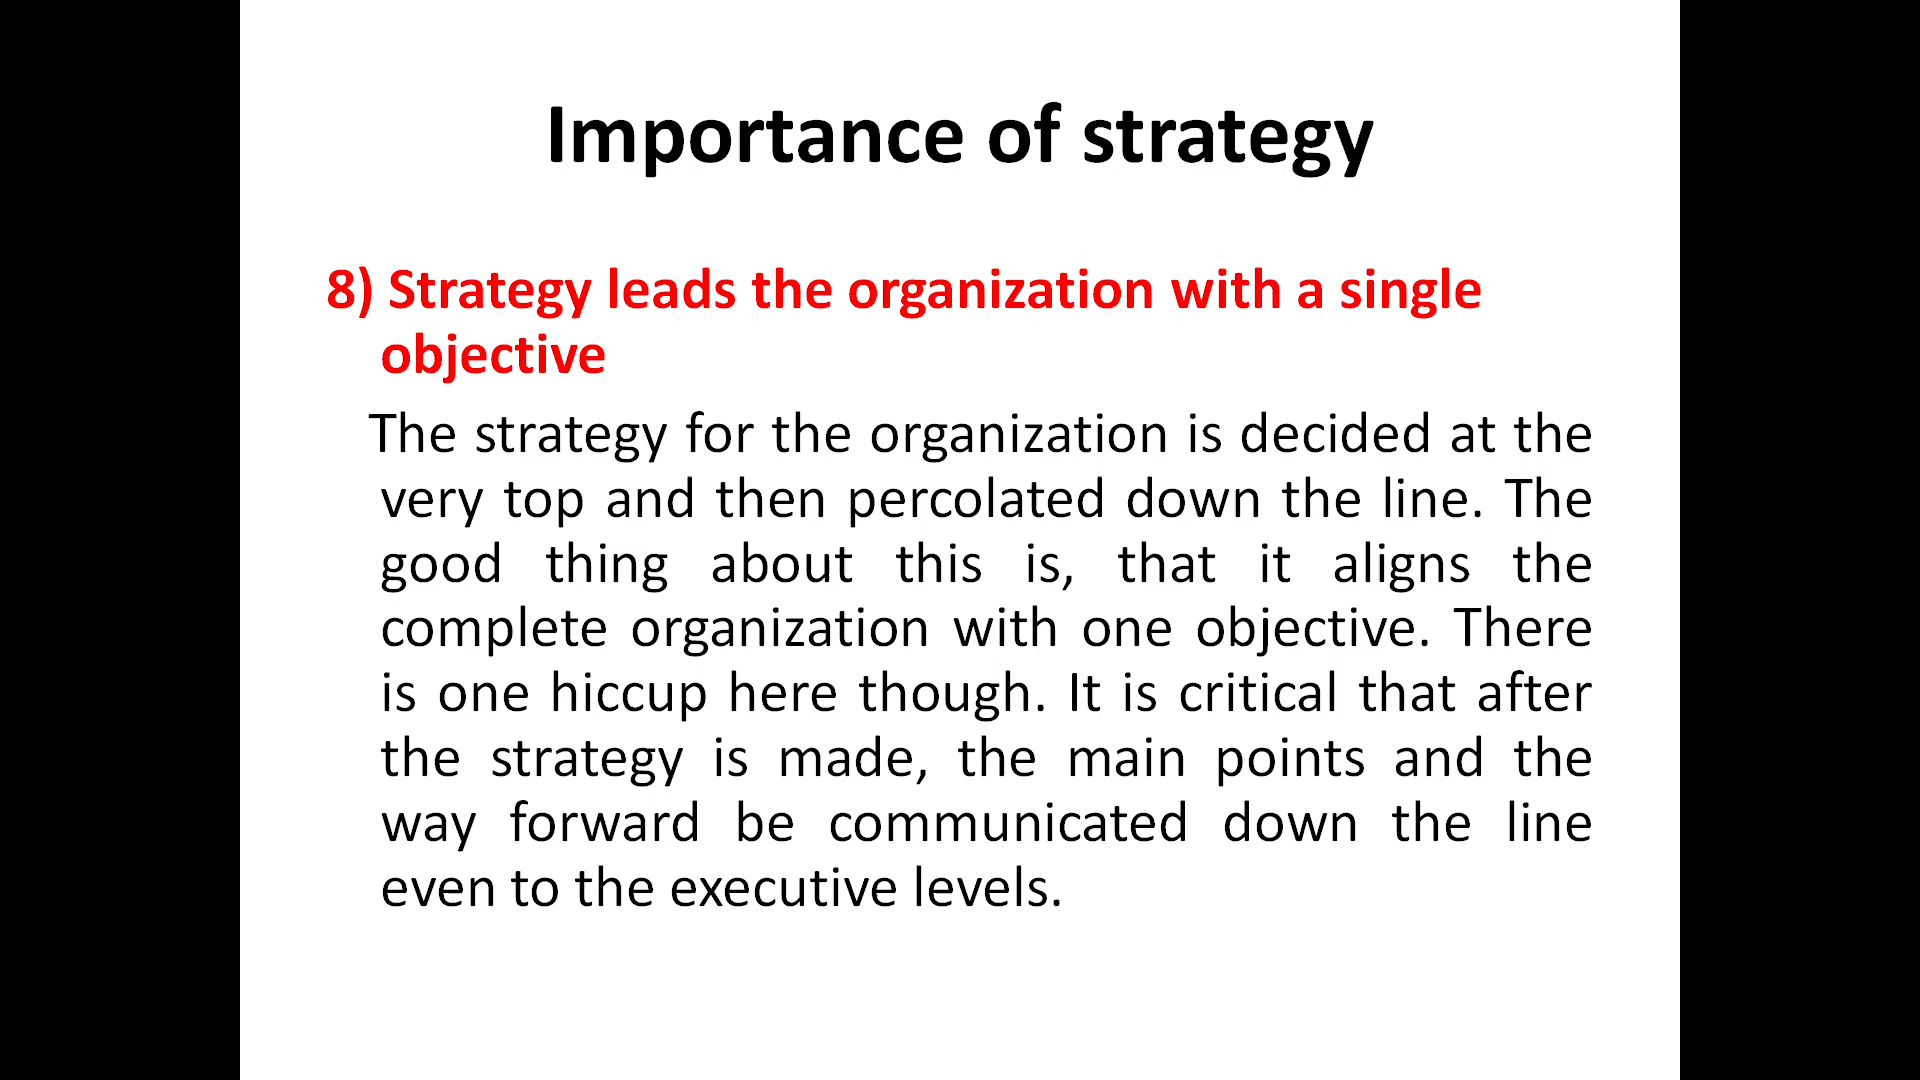 Importance of strategy
8) Strategy leads the organization with a single
objective
The strategy for the organization is decided at the
very top and then percolated down the line. The
good thing about this is, that it aligns the
complete organization with one objective. There
is one hiccup here though. It is critical that after
the strategy is made, the main points and the
way forward be communicated down the line
even to the executive levels.